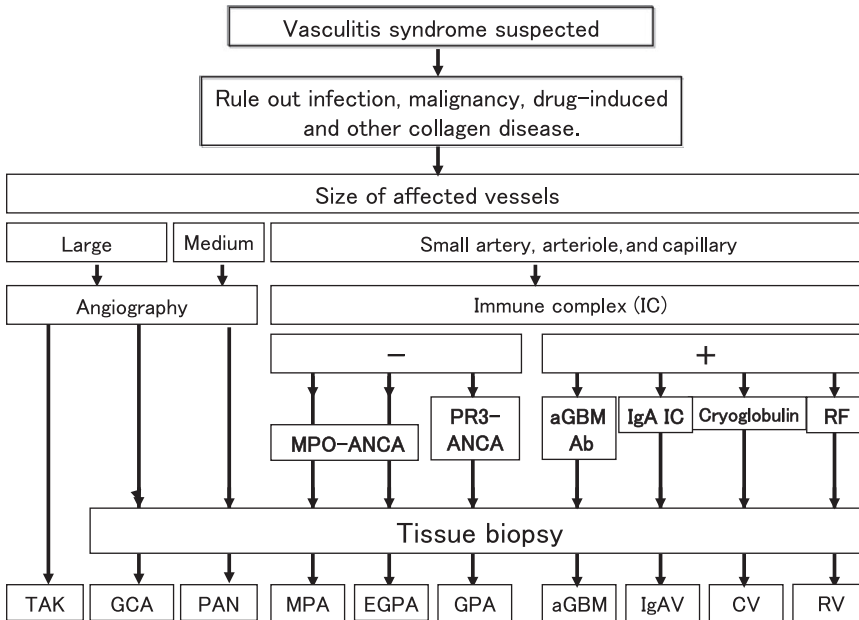 Vasculitis syndrome suspected
Rule out infection, malignancy, drug-induced
and other collagen disease.
Size of affected vessels
Large
Medium
Small artery, arteriole, and capillary
Angiography
Immune complex (IC)
−
+
MPO-ANCA
PR3-
ANCA
aGBM
Ab
IgA IC
Cryoglobulin
RF
Tissue biopsy
TAK
GCA
PAN
MPA
EGPA
GPA
aGBM
IgAV
CV
RV